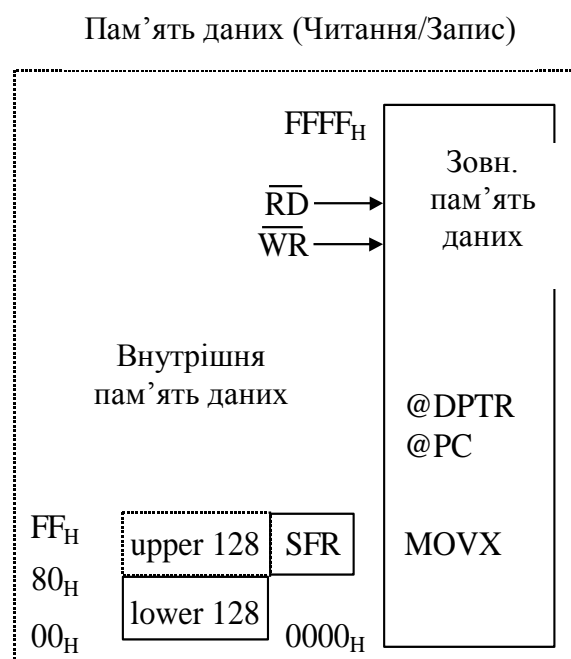 Пам’ять даних (Читання/Запис)
FFFFH
Зовн.
пам’ять
даних
RD
WR
Внутрішня
пам’ять даних
@DPTR
@PC
FFH
upper 128
SFR
MOVX
80H
lower 128
00H
0000H